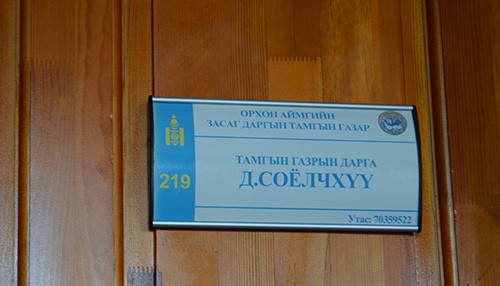 ОРХОН АЙМГИЙН
ЗАСАГ ДАРГЫН ТАМГЫН ГАЗАР
219
ТАМГЫН ГАЗРЫН ДАРГА
Д.СОЁЛЧХҮҮ
Утас: 70359522